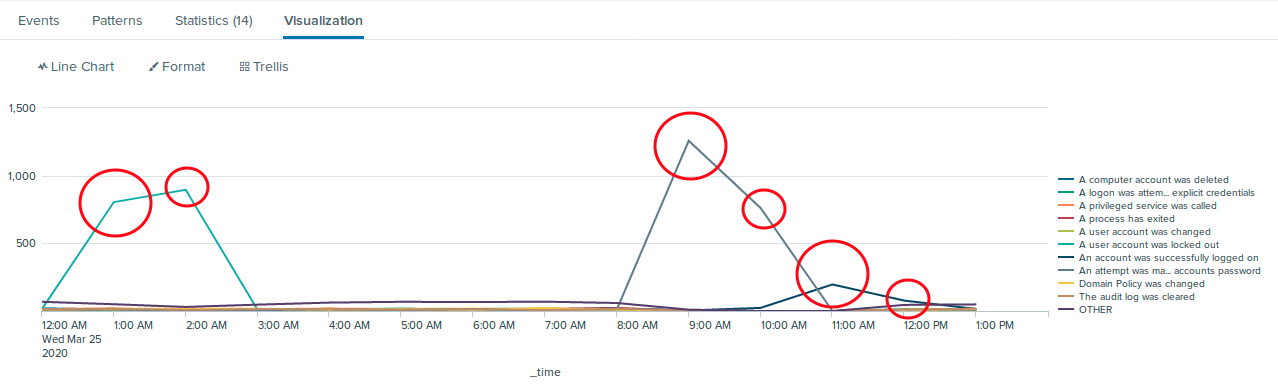 Events Patterns Statistics (14) Visualization
Line Chart Format Trellis
1,500
1,000
500
12:00 AM 1:00 AM 2:00 AM 3:00 AM 4:00 AM 5:00 AM 6:00 AM 7:00 AM 8:00 AM 9:00 AM 10:00 AM 11:00 AM 12:00 PM 1:00 PM
Wed Mar 25
2020
_time
A computer account was deleted
A logon was attem... explicit credentials
A privileged service was called
A process has exited
A user account was changed
A user account was locked out
An account was successfully logged on
An attempt was ma... accounts password
Domain Policy was changed
The audit log was cleared
OTHER